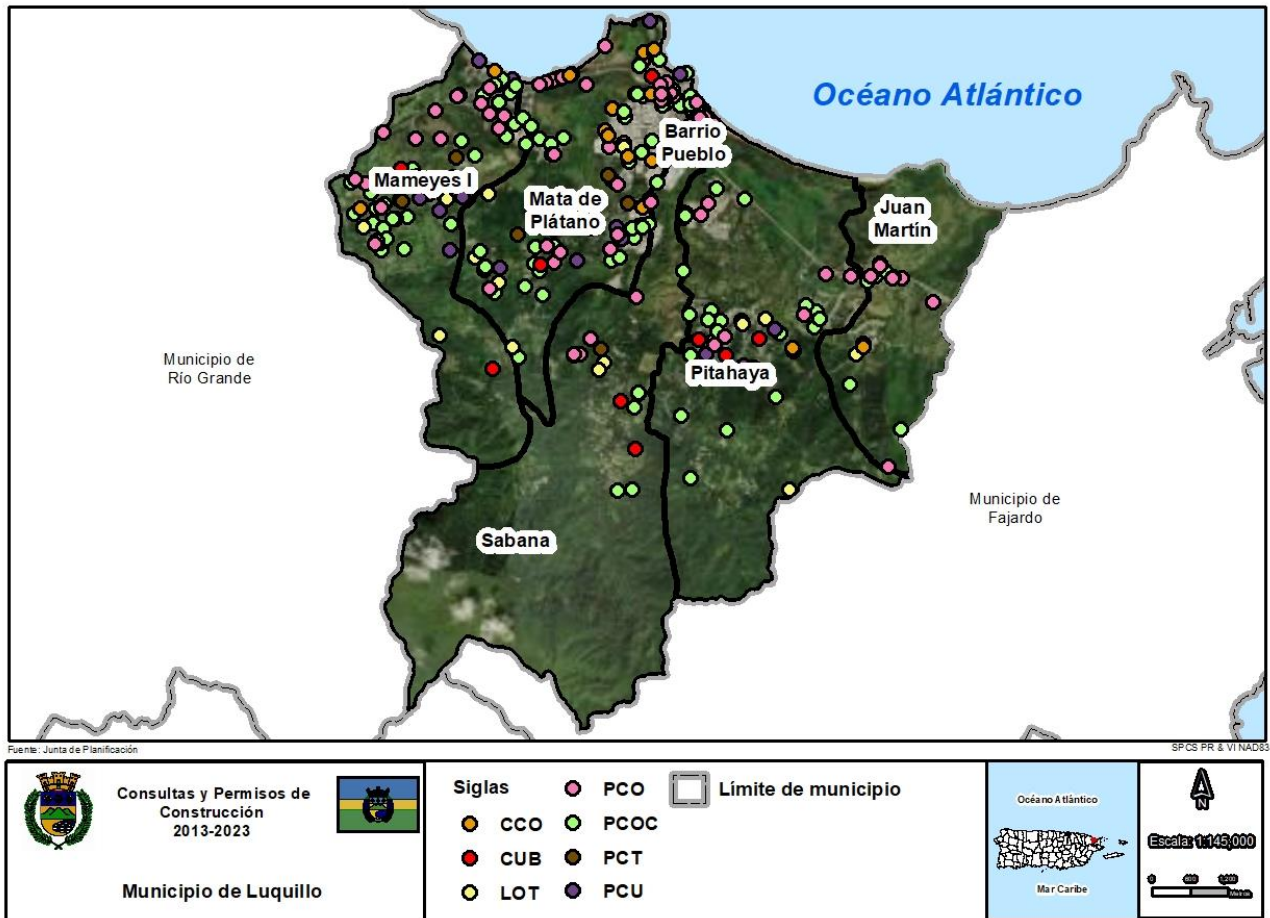 Océano Atlántico
Barrio
Pueblo
Mameyes I
Mata de
Plátano
Juan
Martín
Municipio de
Río Grande
Pitahaya
Municipio de
Fajardo
Sabana
Fuente: Junta de Planificación
SPCS PR & VI NAD83
Consultas y Permisos de
Construcción
2013-2023
Municipio de Luquillo
Siglas
CCO
CUB
LOT
PCO
PCOC
PCT
PCU
Límite de municipio
Océano Atlántico
Mar Caribe
N
Escala: 1:145,000
0 600 1,200
Metros